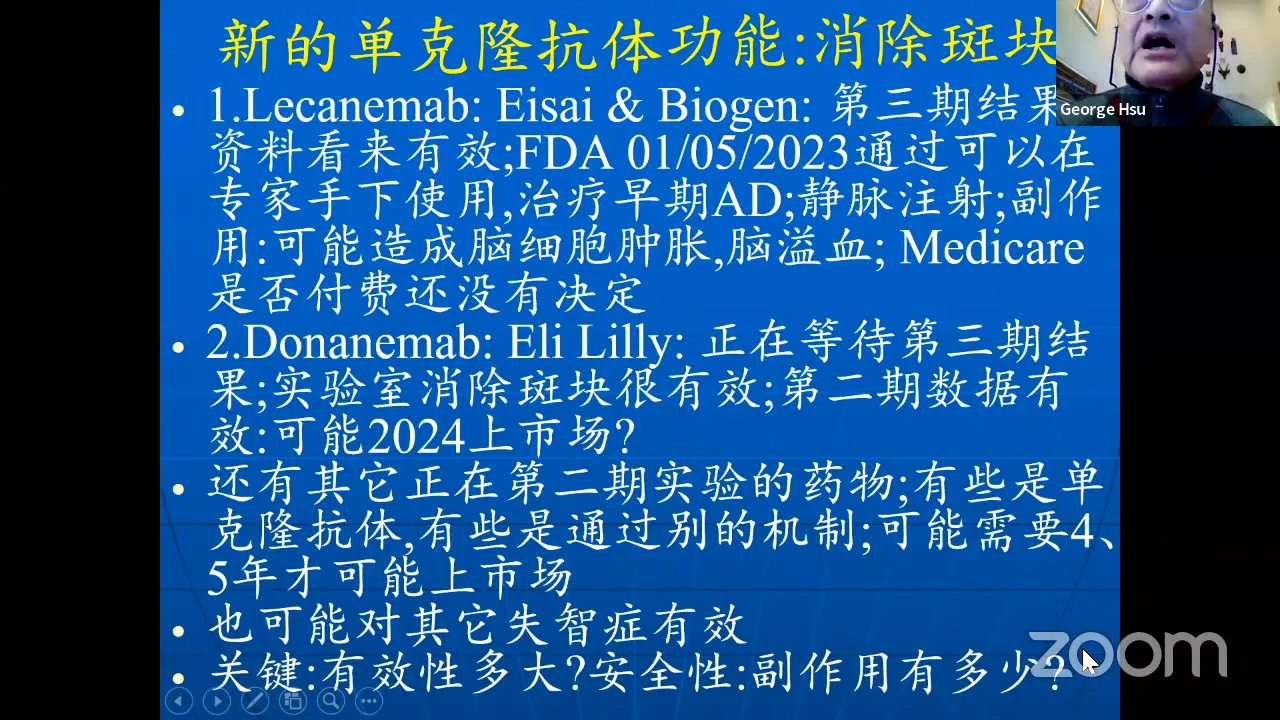 新的单克隆抗体功能:消除斑块
• 1.Lecanemab: Eisai & Biogen: 第三期结果
资料看来有效;FDA 01/05/2023通过可以在
专家手下使用,治疗早期AD;静脉注射;副作
用:可能造成脑细胞肿胀,脑溢血; Medicare
是否付费还没有决定
• 2.Donanemab: Eli Lilly: 正在等待第三期结
果;实验室消除斑块很有效;第二期数据有
效:可能2024上市场?
• 还有其它正在第二期实验的药物;有些是单
克隆抗体,有些是通过别的机制;可能需要4、
5年才可能上市场
• 也可能对其它失智症有效
• 关键:有效性多大?安全性:副作用有多少?
George Hsu
zoom